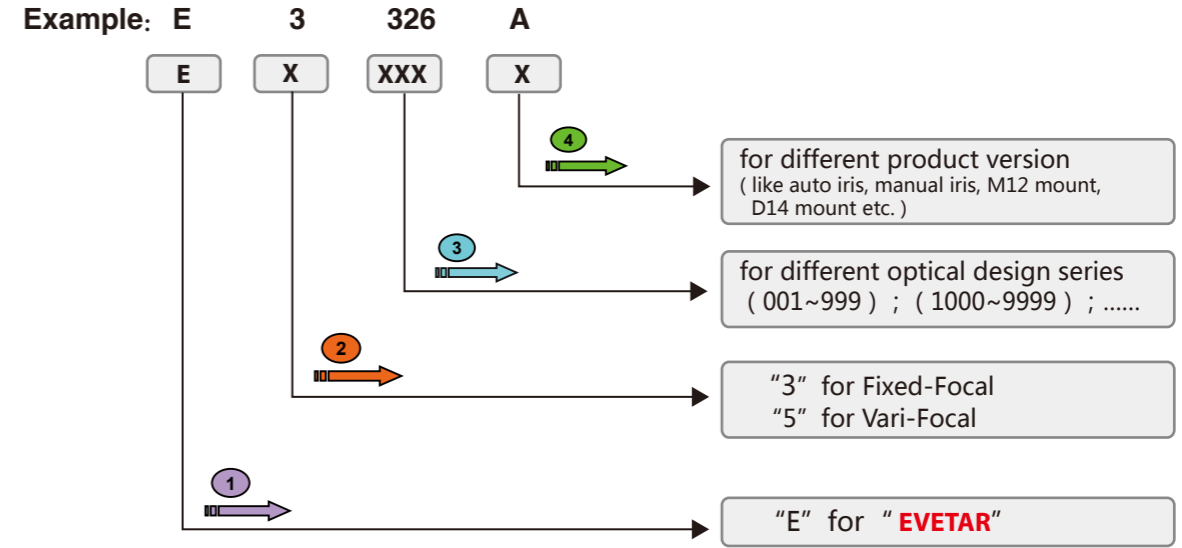 Example: E 3 326 A
E X XXX X
4
for different product version
( like auto iris, manual iris, M12 mount,
D14 mount etc. )
3
for different optical design series
( 001~999 ) ; ( 1000~9999 ) ; ......
2
“3” for Fixed-Focal
“5” for Vari-Focal
1
“E” for “ EVETAR”